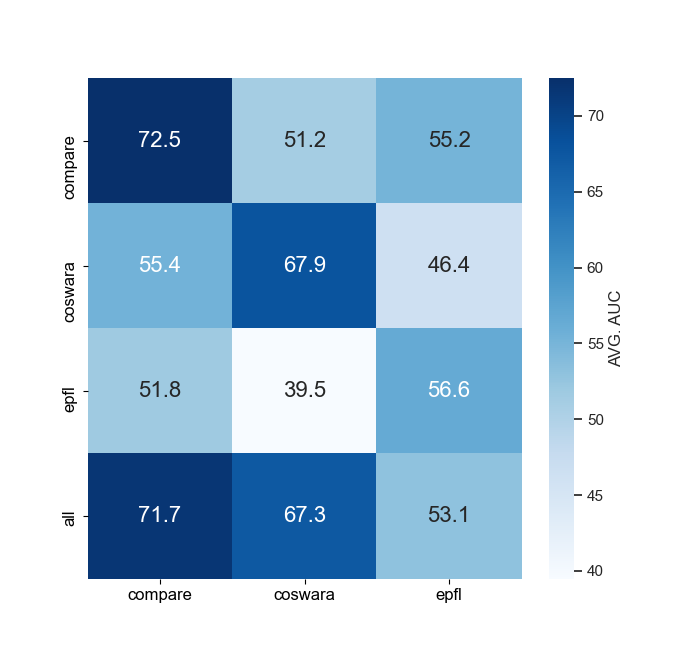 compare 72.5 51.2 55.2
coswara 55.4 67.9 46.4
epfl 51.8 39.5 56.6
all 71.7 67.3 53.1
compare coswara epfl
70
65
60
55
50
45
40
AVG. AUC